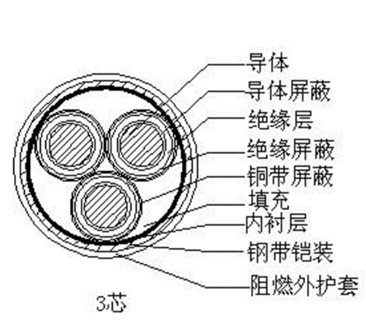 导体
导体屏蔽
绝缘层
绝缘屏蔽
铜带屏蔽
填充
内衬层
钢带铠装
阻燃外护套
3芯